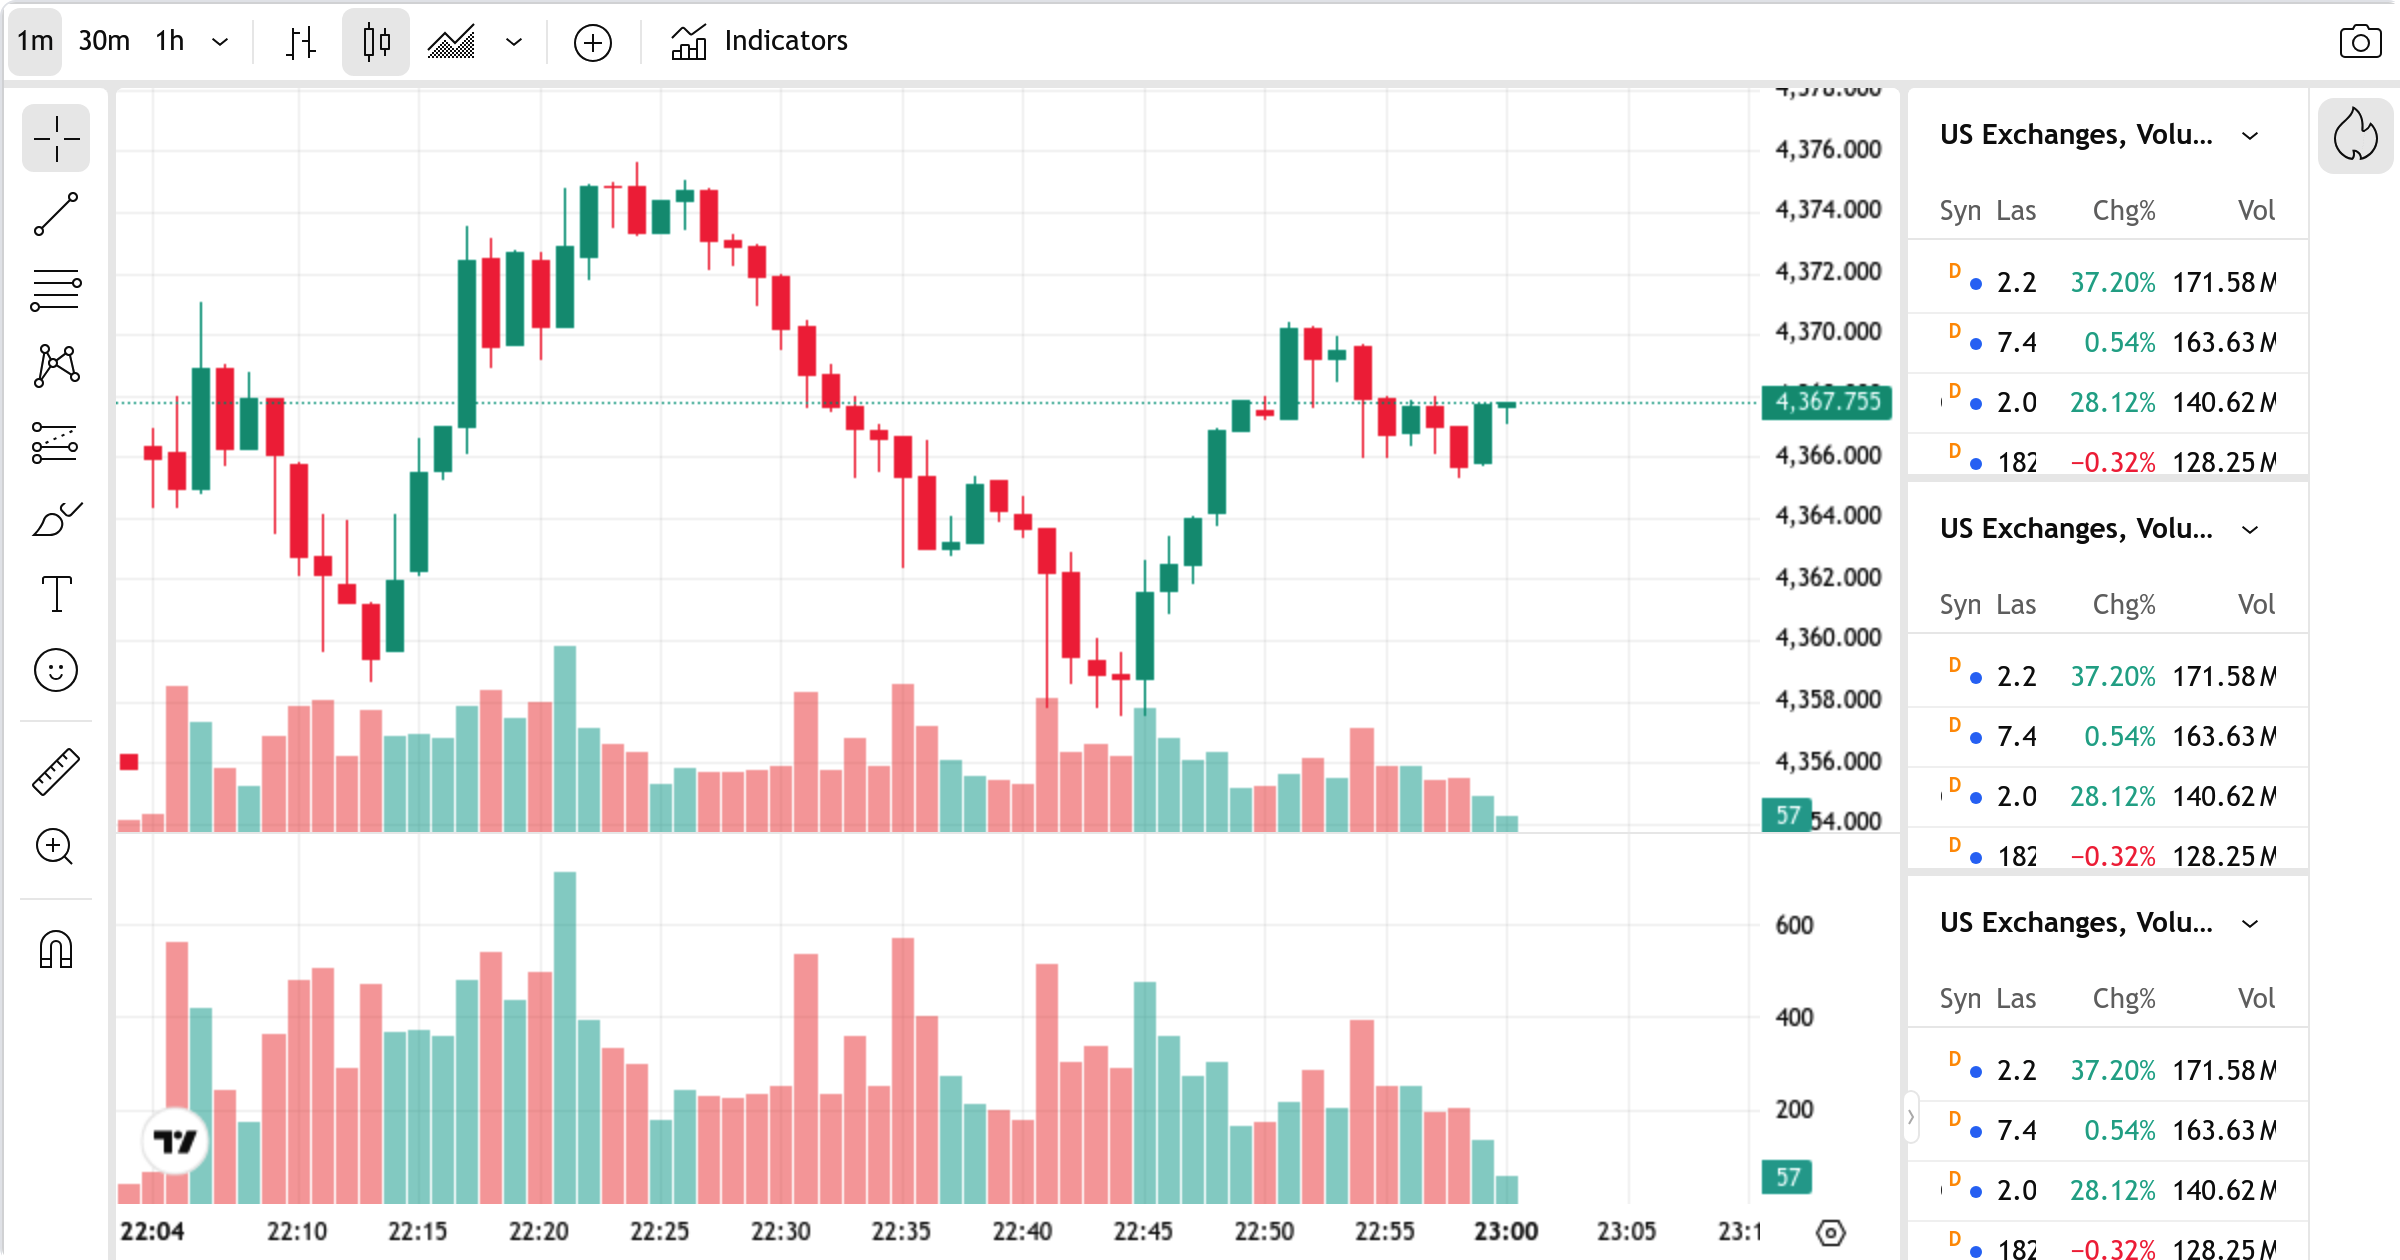 1m 30m 1h Indicators
4,378.000
4,376.000
4,374.000
4,372.000
4,370.000
4,367.755
4,366.000
4,364.000
4,362.000
4,360.000
4,358.000
4,356.000
57 54.000
600
400
200
57
22:04 22:10 22:15 22:20 22:25 22:30 22:35 22:40 22:45 22:50 22:55 23:00 23:05 23:1
US Exchanges, Volu...
Syn Las Chg% Vol
D 2.2 37.20% 171.58 M
D 7.4 0.54% 163.63 M
D 2.0 28.12% 140.62 M
D 182 −0.32% 128.25 M
US Exchanges, Volu...
Syn Las Chg% Vol
D 2.2 37.20% 171.58 M
D 7.4 0.54% 163.63 M
D 2.0 28.12% 140.62 M
D 182 −0.32% 128.25 M
US Exchanges, Volu...
Syn Las Chg% Vol
D 2.2 37.20% 171.58 M
D 7.4 0.54% 163.63 M
D 2.0 28.12% 140.62 M
D 182 −0.32% 128.25 M